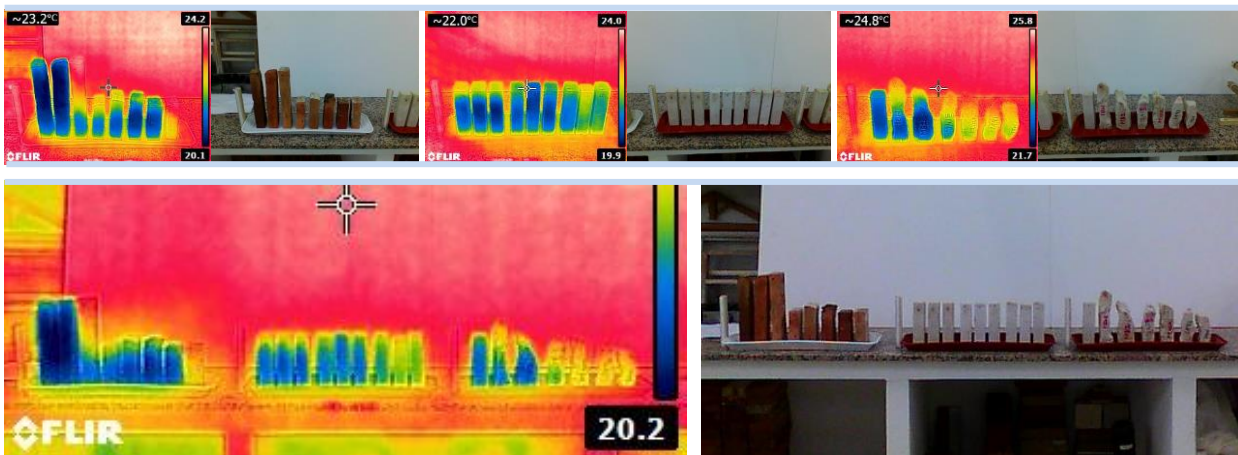 ~23.2°C
24.2
20.1
◊FLIR
~22.0°C
24.0
19.9
◊FLIR
~24.8°C
25.8
21.7
◊FLIR
20.2
◊FLIR